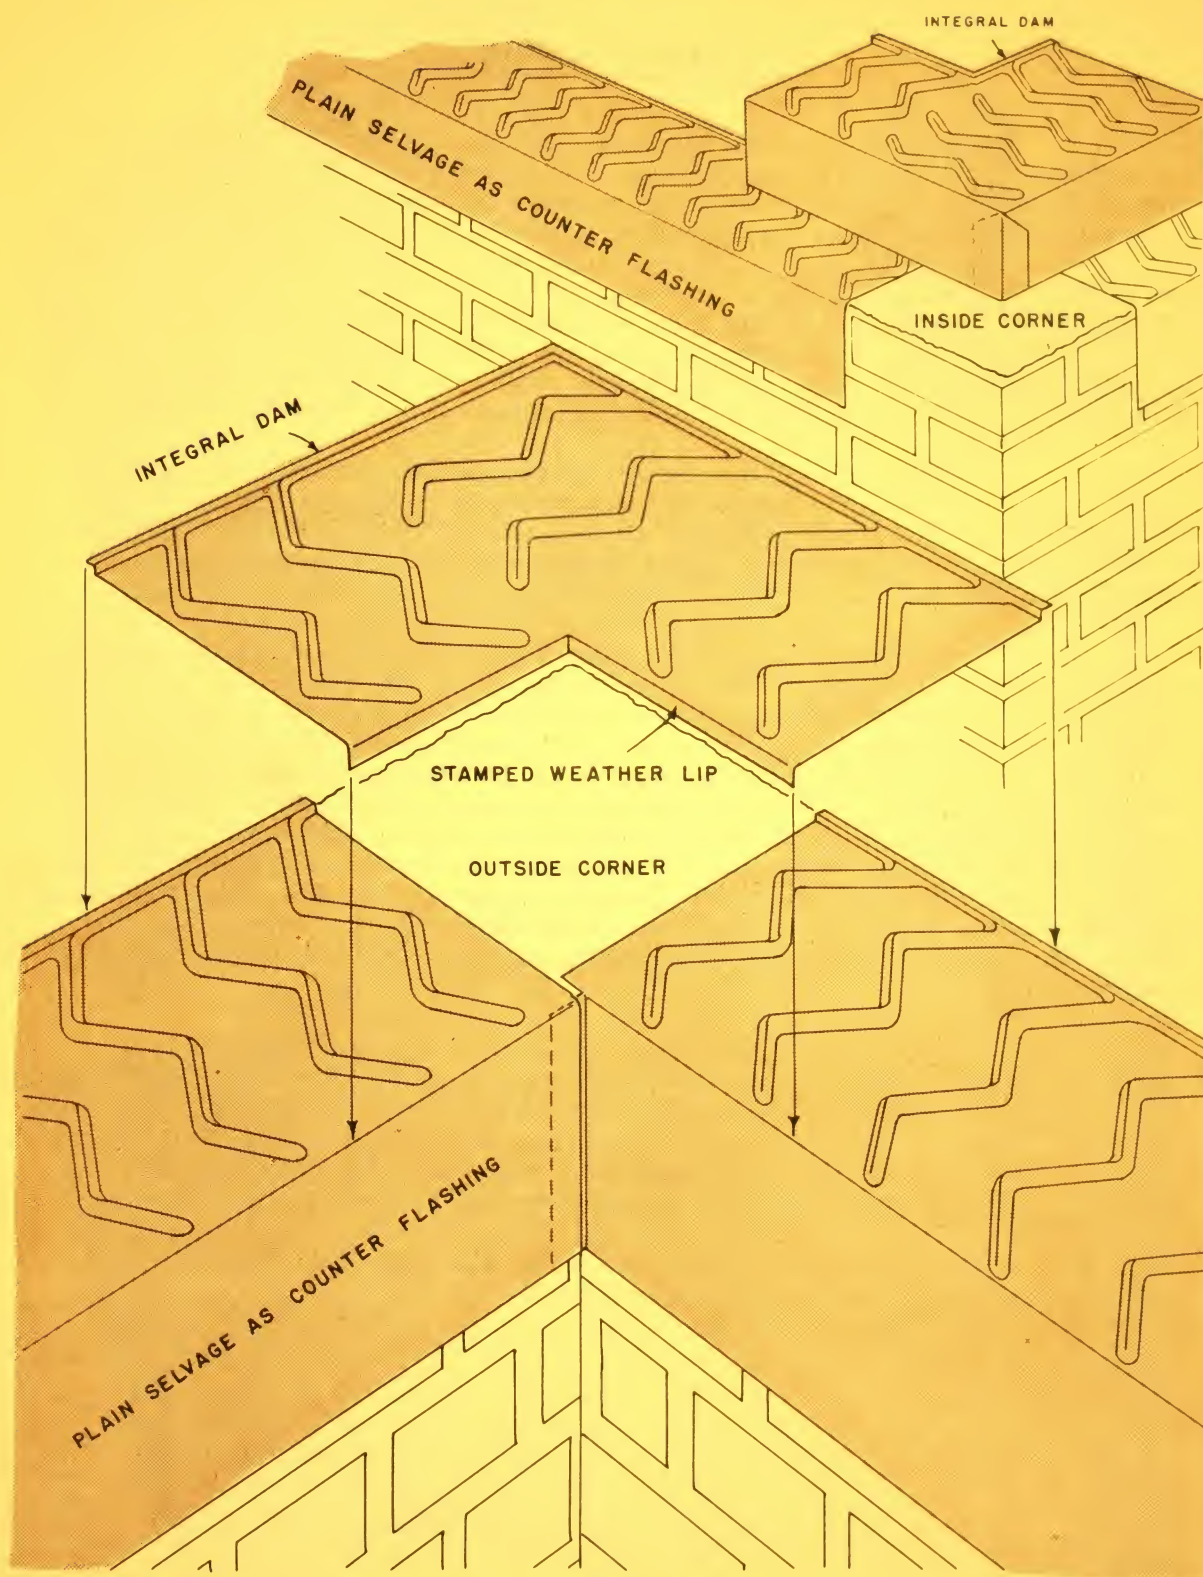 INTEGRAL DAM
PLAIN SELVAGE AS COUNTER FLASHING
INSIDE CORNER
INTEGRAL DAM
STAMPED WEATHER LIP
OUTSIDE CORNER
PLAIN SELVAGE AS COUNTER FLASHING